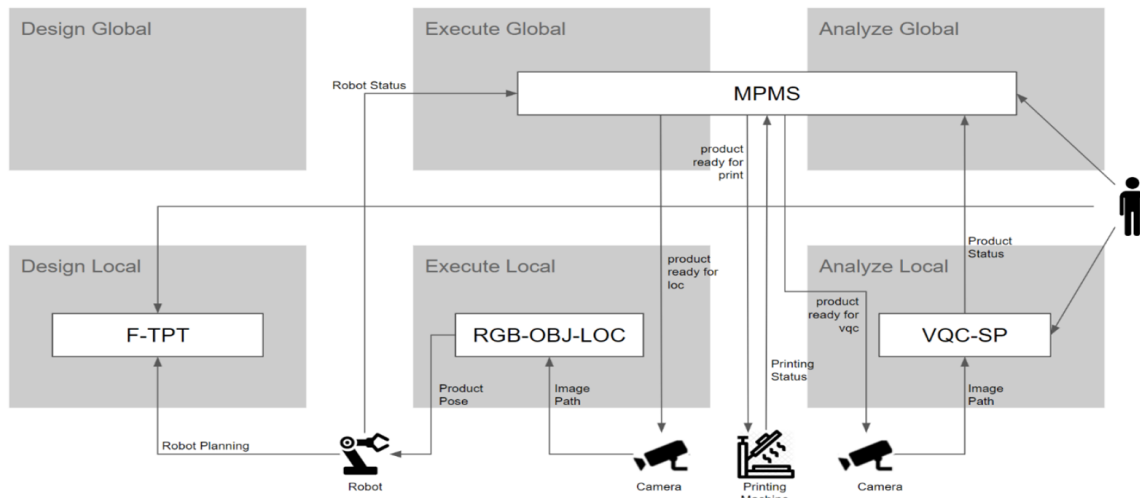 Design Global
Execute Global
Analyze Global
Robot Status
MPMS
product
ready for
print
Design Local
Execute Local
Analyze Local
product
ready for
loc
Product
Status
product
ready for
vqc
F-TPT
RGB-OBJ-LOC
VQC-SP
Printing
Status
Product
Pose
Image
Path
Image
Path
Robot Planning
Robot
Camera
Printing
Machine
Camera